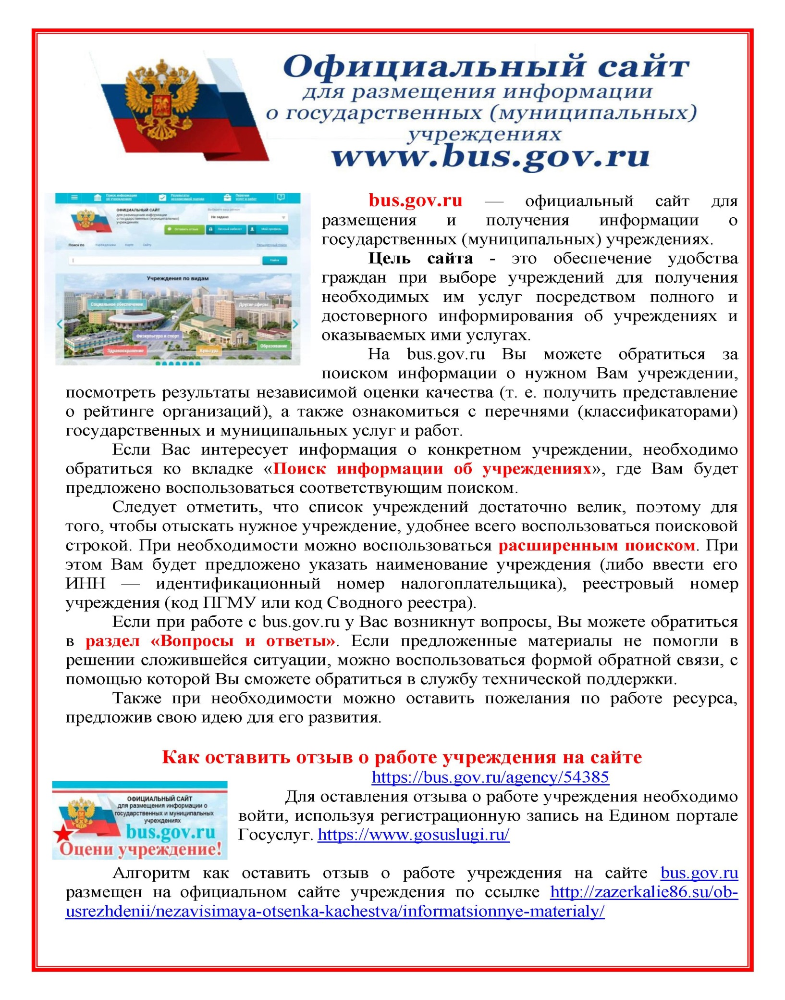 Официальный сайт
для размещения информации
о государственных (муниципальных)
учреждениях
www.bus.gov.ru
Поиск информации
об учреждениях
Результаты
независимой оценки
Перечни
услуг и работ
ОФИЦИАЛЬНЫЙ САЙТ
для размещения информации
о государственных (муниципальных)
учреждениях
Выберите ваш регион
Не задано
Оставить отзыв
Личный кабинет
Мой профиль
Поиск по Учреждениям Карте Сайту
Расширенный поиск
Найти
Учреждения по видам
Социальное обеспечение
Другие сферы
Физкультура и спорт
Образование
Здравоохранение
Культура
bus.gov.ru — официальный сайт для
размещения и получения информации о
государственных (муниципальных) учреждениях.
Цель сайта - это обеспечение удобства
граждан при выборе учреждений для получения
необходимых им услуг посредством полного и
достоверного информирования об учреждениях и
оказываемых ими услугах.
На bus.gov.ru Вы можете обратиться за
поиском информации о нужном Вам учреждении,
посмотреть результаты независимой оценки качества (т. е. получить представление
о рейтинге организаций), а также ознакомиться с перечнями (классификаторами)
государственных и муниципальных услуг и работ.
Если Вас интересует информация о конкретном учреждении, необходимо
обратиться ко вкладке «Поиск информации об учреждениях», где Вам будет
предложено воспользоваться соответствующим поиском.
Следует отметить, что список учреждений достаточно велик, поэтому для
того, чтобы отыскать нужное учреждение, удобнее всего воспользоваться поисковой
строкой. При необходимости можно воспользоваться расширенным поиском. При
этом Вам будет предложено указать наименование учреждения (либо ввести его
ИНН — идентификационный номер налогоплательщика), реестровый номер
учреждения (код ПГМУ или код Сводного реестра).
Если при работе с bus.gov.ru у Вас возникнут вопросы, Вы можете обратиться
в раздел «Вопросы и ответы». Если предложенные материалы не помогли в
решении сложившейся ситуации, можно воспользоваться формой обратной связи, с
помощью которой Вы сможете обратиться в службу технической поддержки.
Также при необходимости можно оставить пожелания по работе ресурса,
предложив свою идею для его развития.
Как оставить отзыв о работе учреждения на сайте
https://bus.gov.ru/agency/54385
ОФИЦИАЛЬНЫЙ САЙТ
для размещения информации о
государственных и муниципальных
учреждениях
bus.gov.ru
Оцени учреждение!
Для оставления отзыва о работе учреждения необходимо
войти, используя регистрационную запись на Едином портале
Госуслуг. https://www.gosuslugi.ru/
Алгоритм как оставить отзыв о работе учреждения на сайте bus.gov.ru
размещен на официальном сайте учреждения по ссылке http://zazerkalie86.su/ob-
usrezhdenii/nezavisimaya-otsenka-kachestva/informatsionnye-materialy/